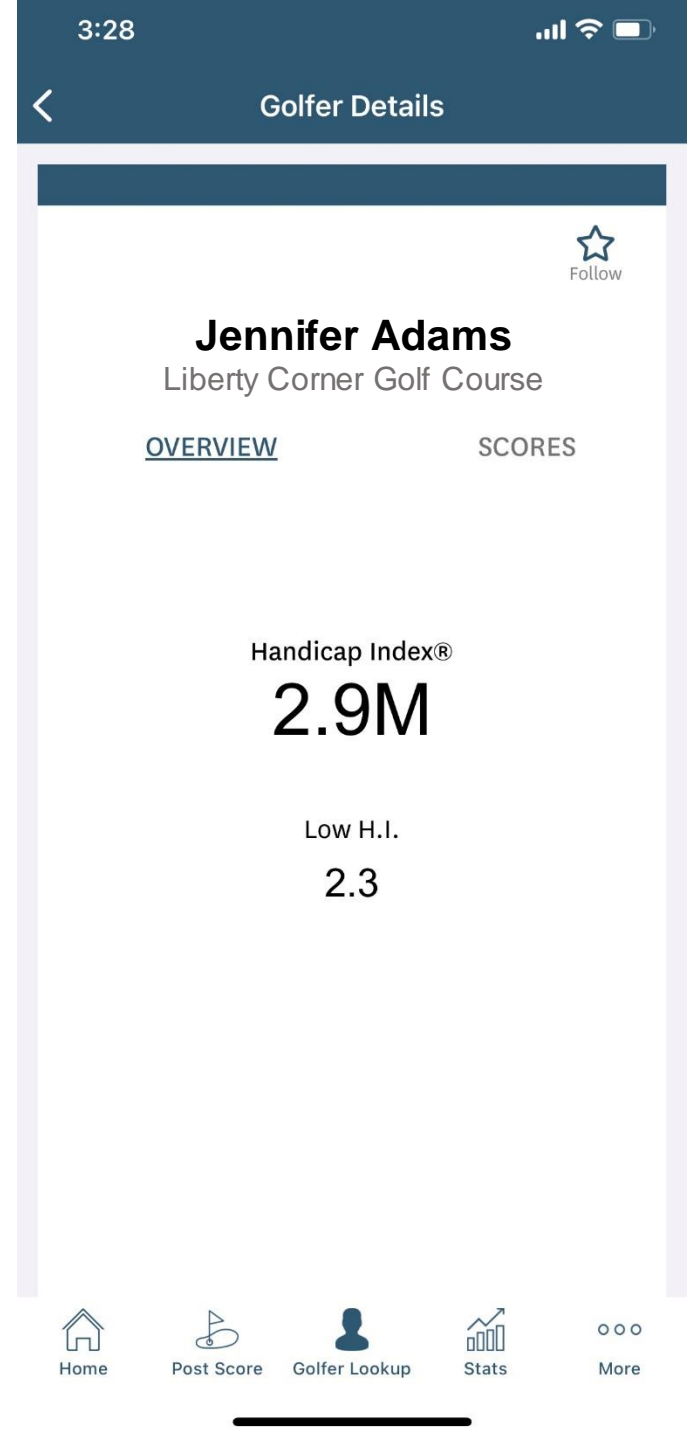 3:28
Golfer Details
Follow
Jennifer Adams
Liberty Corner Golf Course
OVERVIEW SCORES
Handicap Index®
2.9M
Low H.I.
2.3
Home Post Score Golfer Lookup Stats More